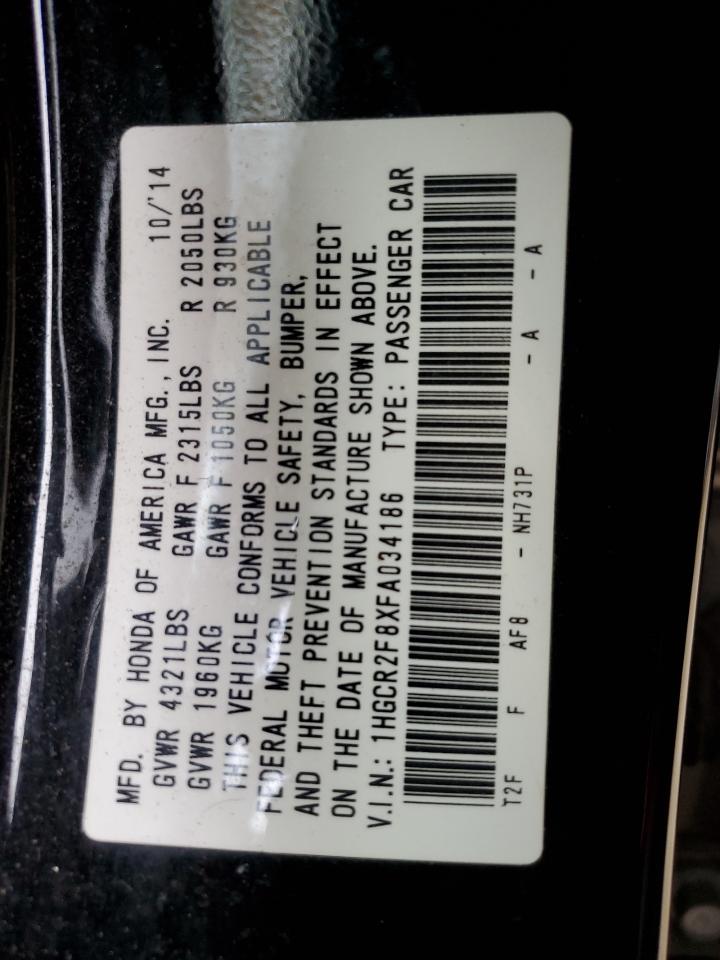 MFD. BY HONDA OF AMERICA MFG., INC. 10/'14
GVWR 4321LBS GAWR F 2315LBS R 2050LBS
GVWR 1960KG GAWR F 1050KG R 930KG
THIS VEHICLE CONFORMS TO ALL APPLICABLE
FEDERAL MOTOR VEHICLE SAFETY, BUMPER,
AND THEFT PREVENTION STANDARDS IN EFFECT
ON THE DATE OF MANUFACTURE SHOWN ABOVE.
V.I.N.: 1HGCR2F8XFA034186 TYPE: PASSENGER CAR
T2F F AF8 - NH731P - A - A